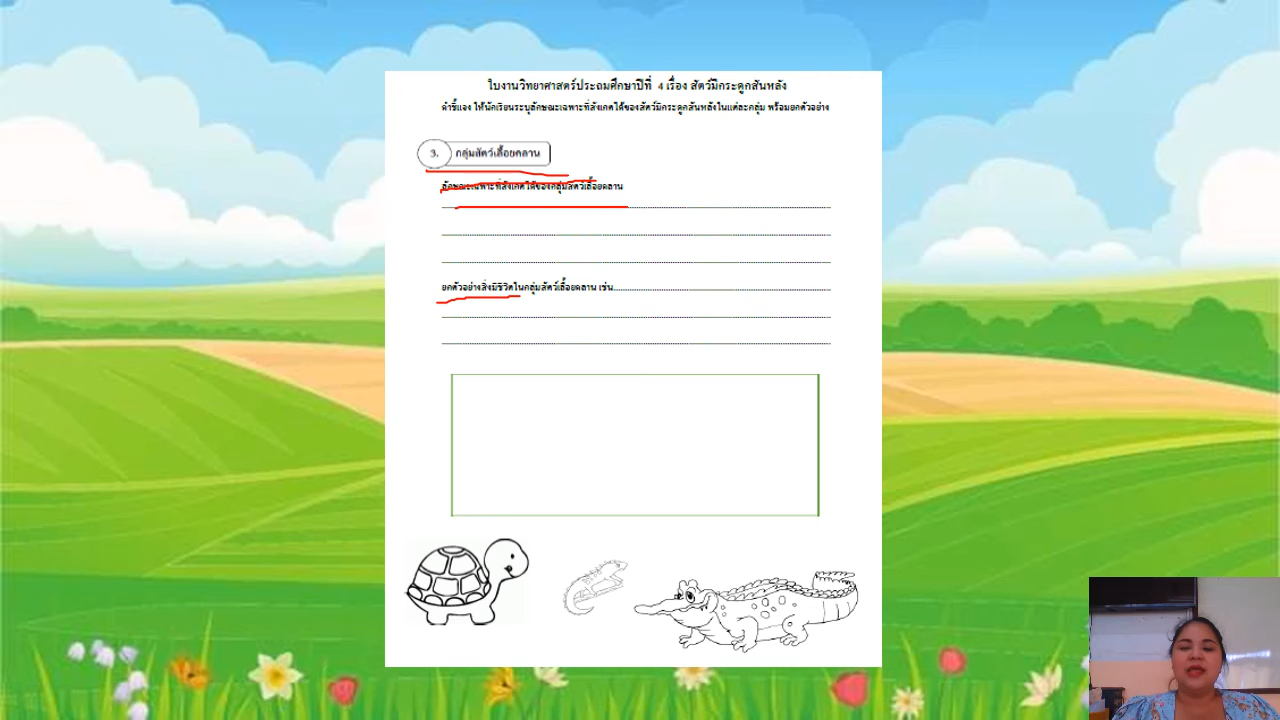 ใบงานวิทยาศาสตร์ประถมศึกษาปีที่ 4 เรื่อง สัตว์มีกระดูกสันหลัง
คำชี้แจง ให้นักเรียนระบุลักษณะเฉพาะที่สังเกตได้ของสัตว์มีกระดูกสันหลังในแต่ละกลุ่ม พร้อมยกตัวอย่าง
3. กลุ่มสัตว์เลื้อยคลาน
ลักษณะเฉพาะที่สังเกตได้ของกลุ่มสัตว์เลื้อยคลาน
ยกตัวอย่างสิ่งมีชีวิตในกลุ่มสัตว์เลื้อยคลาน เช่น